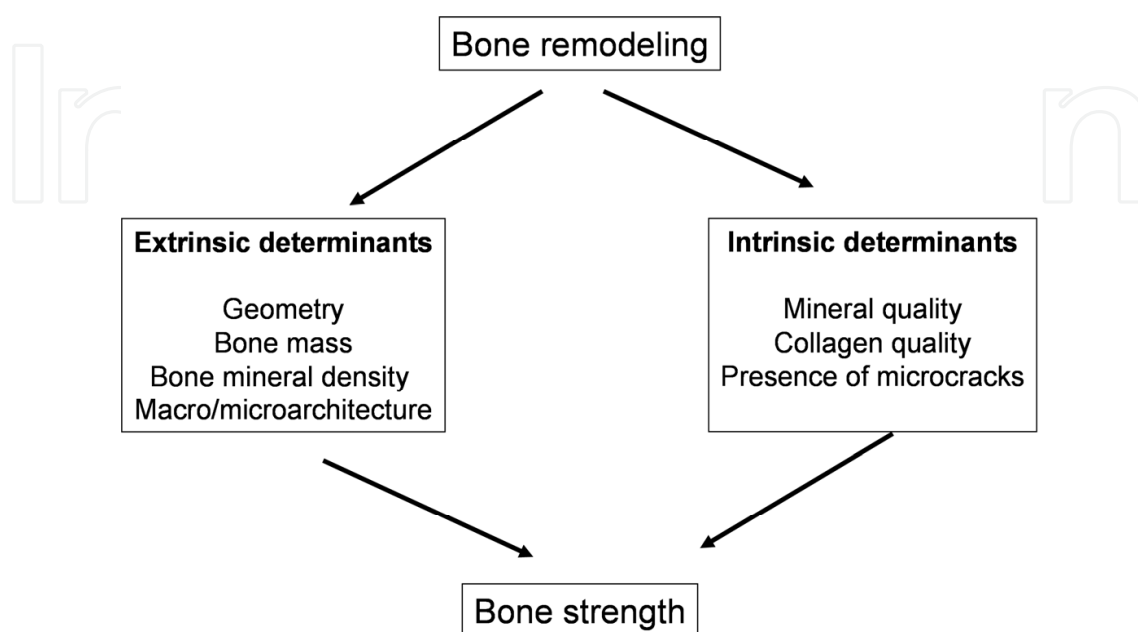 Bone remodeling
Extrinsic determinants
Geometry
Bone mass
Bone mineral density
Macro/microarchitecture
Intrinsic determinants
Mineral quality
Collagen quality
Presence of microcracks
Bone strength